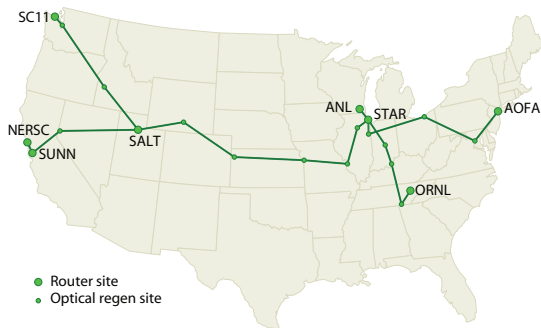 SC11
ANL
STAR
AOFA
NERSC
SALT
SUNN
ORNL
Router site
Optical regen site